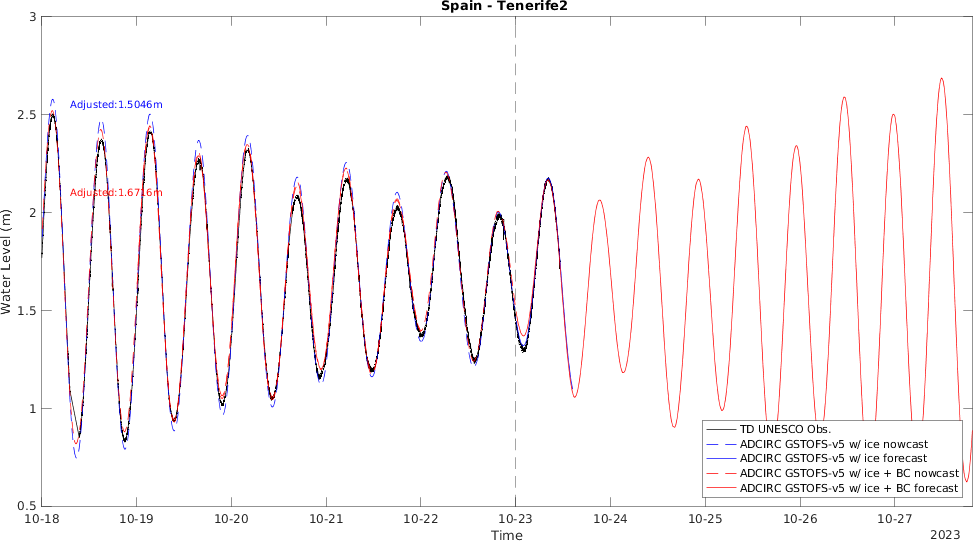 Spain - Tenerife2
3
2.5
2
1.5
1
0.5
Water Level (m)
Adjusted:1.5046m
Adjusted:1.6716m
TD UNESCO Obs.
ADCIRC GSTOFS-v5 w/ ice nowcast
ADCIRC GSTOFS-v5 w/ ice forecast
ADCIRC GSTOFS-v5 w/ ice + BC nowcast
ADCIRC GSTOFS-v5 w/ ice + BC forecast
10-18 10-19 10-20 10-21 10-22 10-23 10-24 10-25 10-26 10-27
Time
2023